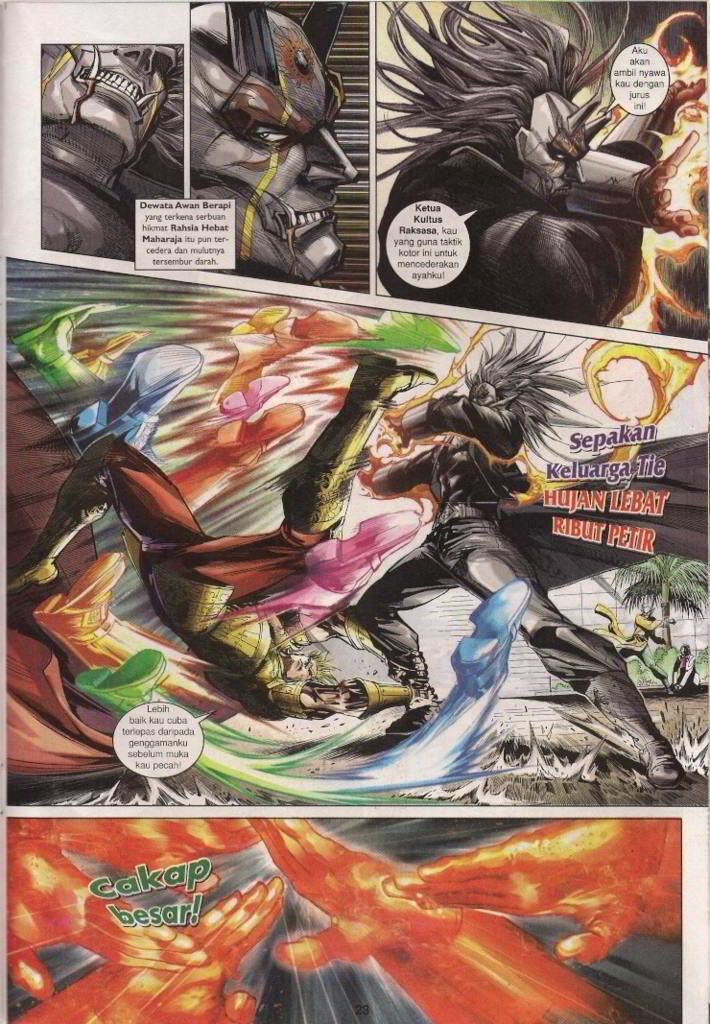 Dewata Awan Berapi
yang terkena serbuan
hikmat Rahsia Hebat
Maharaja itu pun ter-
cedera dan mulutnya
tersembur darah.
Aku
akan
ambil nyawa
kau dengan
jurus
ini!
Ketua
Kultus
Raksasa, kau
yang guna taktik
kotor ini untuk
mencederakan
ayahku!
Sepakan
Keluarga Tie
HUJAN LEBAT
RIBUT PETIR
Lebih
baik kau cuba
terlepas daripada
genggamanku
sebelum muka
kau pecah!
Cakap
besar!
23